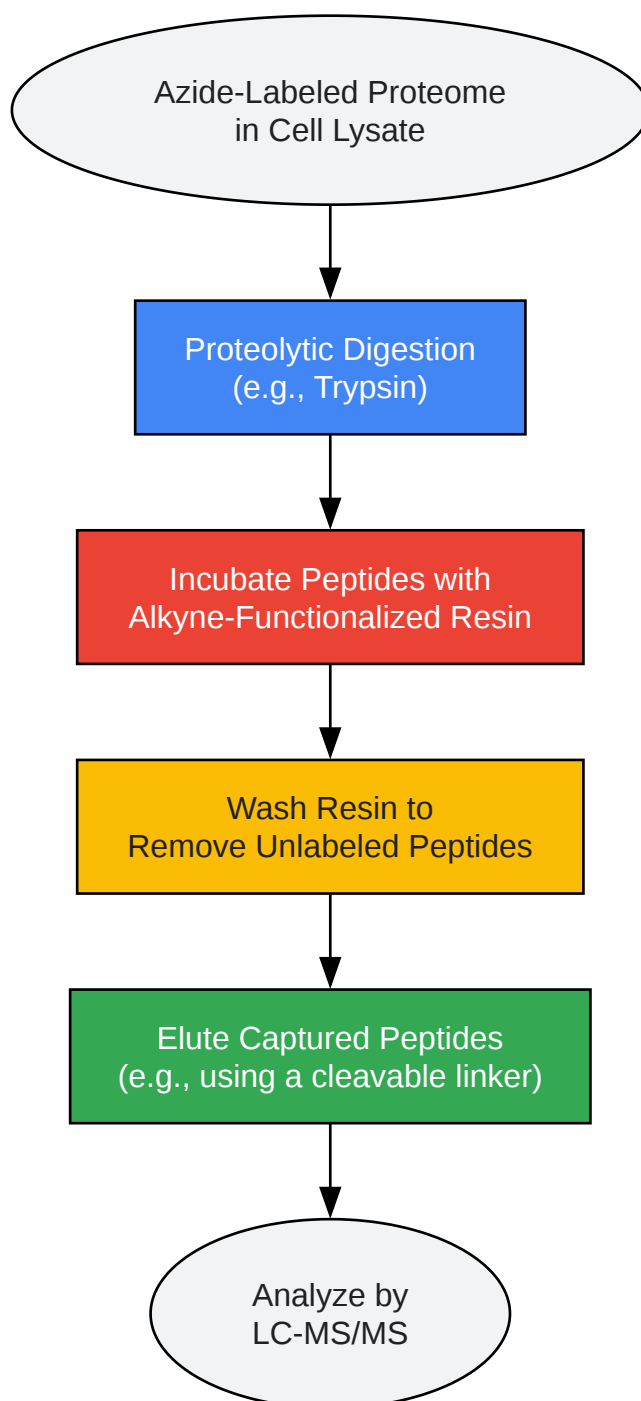 Azide-Labeled Proteome
in Cell Lysate
Proteolytic Digestion
(e.g., Trypsin)
Incubate Peptides with
Alkyne-Functionalized Resin
Wash Resin to
Remove Unlabeled Peptides
Elute Captured Peptides
(e.g., using a cleavable linker)
Analyze by
LC-MS/MS